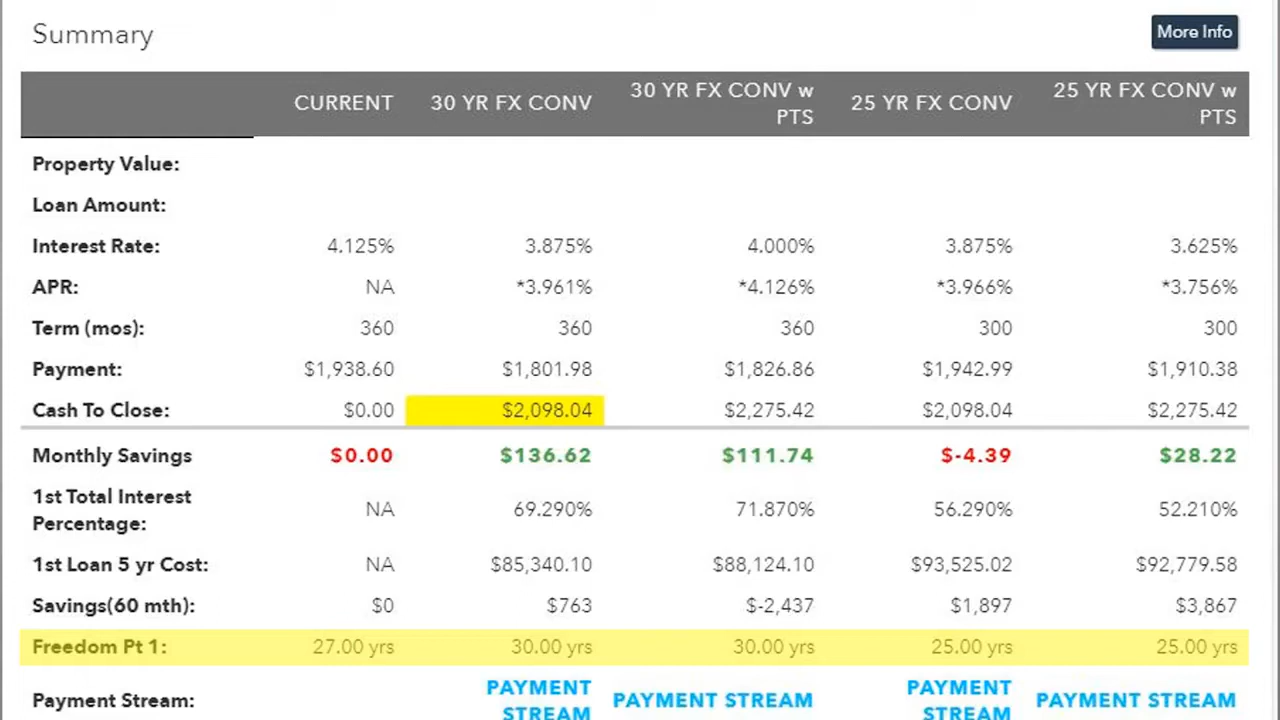 Summary
More Info
CURRENT 30 YR FX CONV 30 YR FX CONV w PTS 25 YR FX CONV 25 YR FX CONV w PTS
Property Value:
Loan Amount:
Interest Rate: 4.125% 3.875% 4.000% 3.875% 3.625%
APR: NA *3.961% *4.126% *3.966% *3.756%
Term (mos): 360 360 360 300 300
Payment: $1,938.60 $1,801.98 $1,826.86 $1,942.99 $1,910.38
Cash To Close: $0.00 $2,098.04 $2,275.42 $2,098.04 $2,275.42
Monthly Savings $0.00 $136.62 $111.74 $-4.39 $28.22
1st Total Interest
Percentage: NA 69.290% 71.870% 56.290% 52.210%
1st Loan 5 yr Cost: NA $85,340.10 $88,124.10 $93,525.02 $92,779.58
Savings(60 mth): $0 $763 $-2,437 $1,897 $3,867
Freedom Pt 1: 27.00 yrs 30.00 yrs 30.00 yrs 25.00 yrs 25.00 yrs
Payment Stream: PAYMENT STREAM PAYMENT STREAM PAYMENT STREAM PAYMENT STREAM